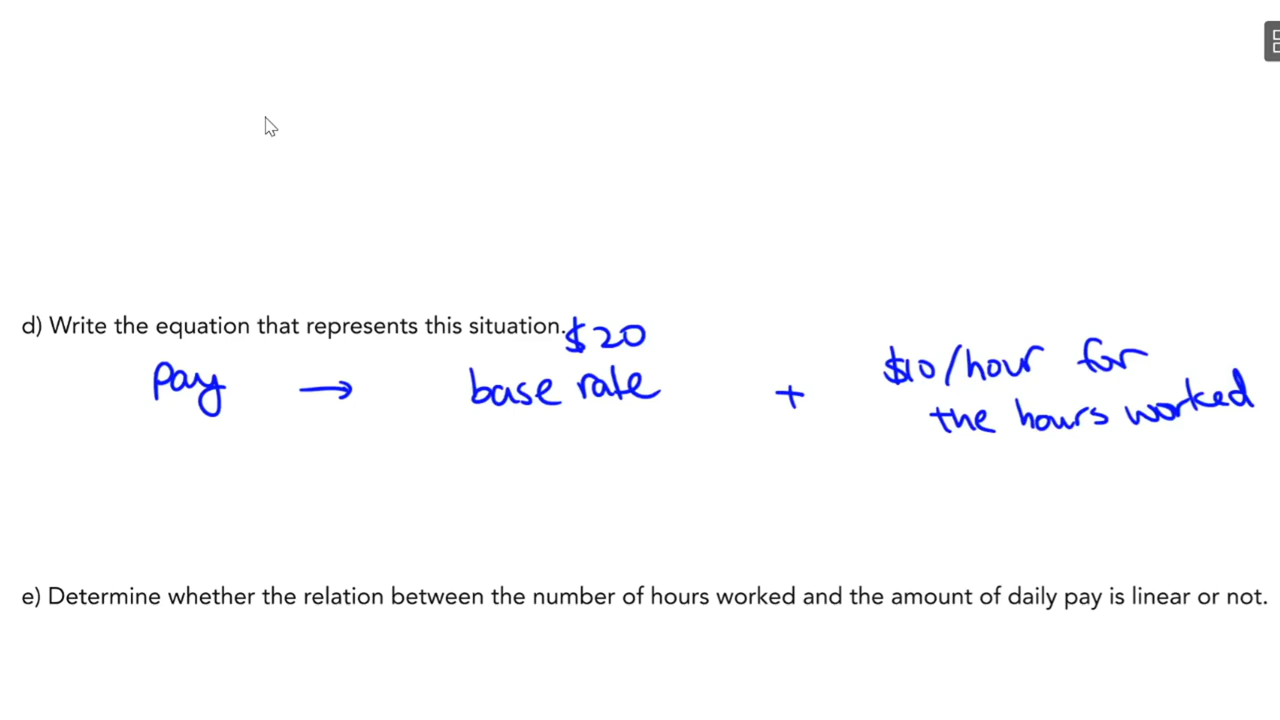 d) Write the equation that represents this situation.
$20
Pay → base rate + $10/hour for
the hours worked
e) Determine whether the relation between the number of hours worked and the amount of daily pay is linear or not.